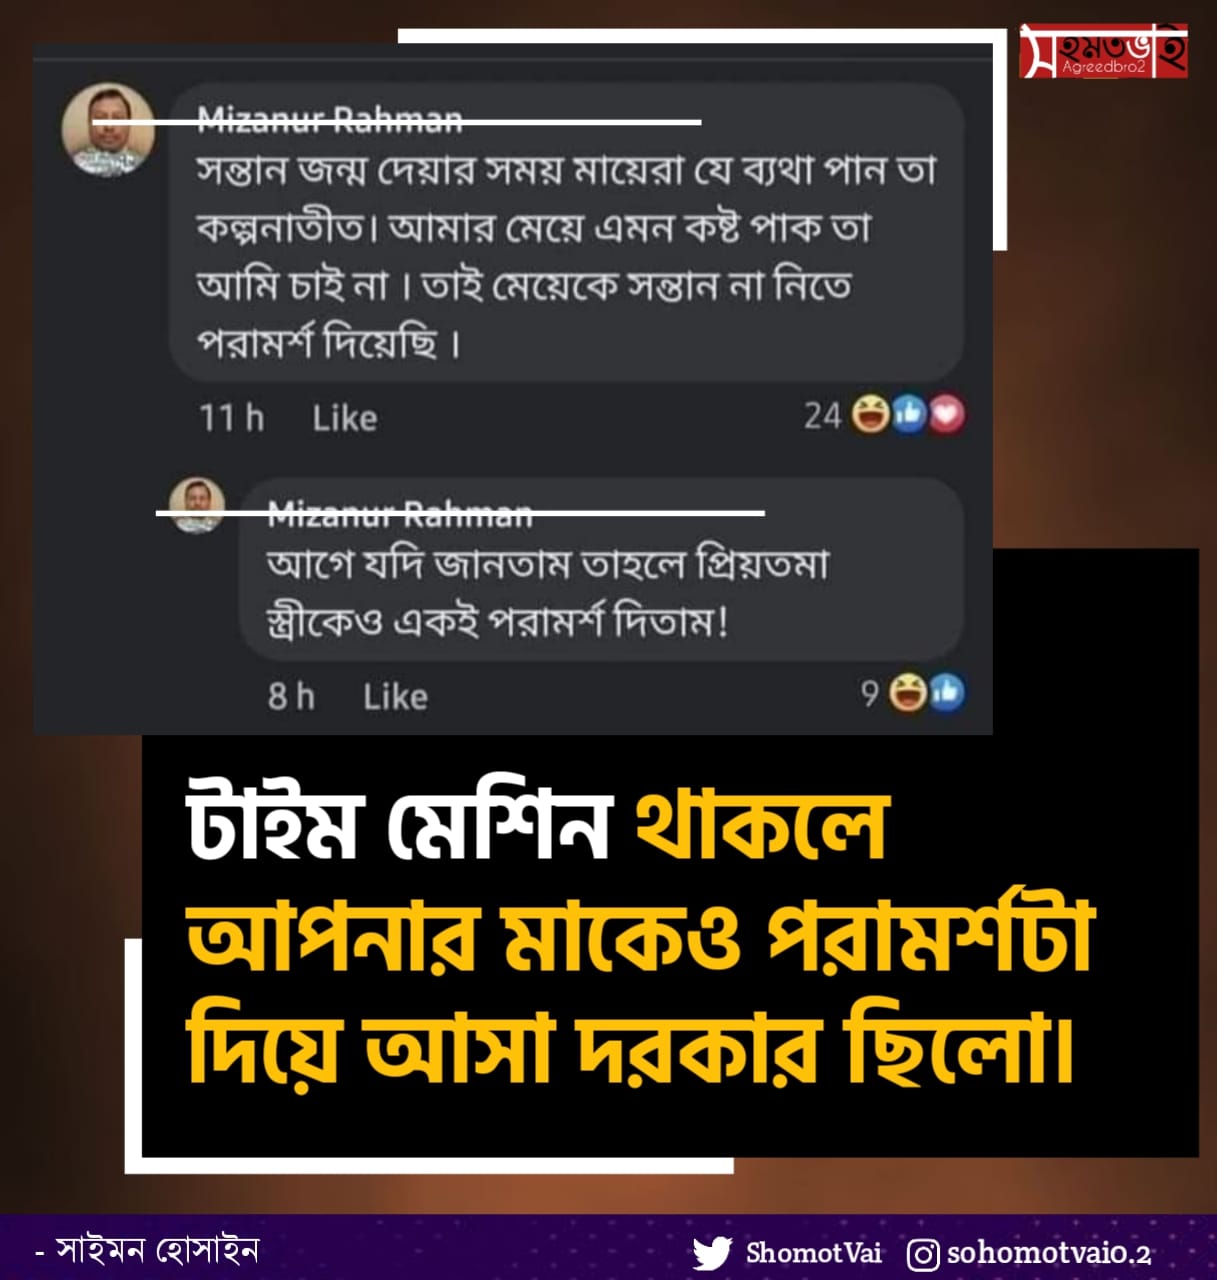 সহমতভাই
Agreedbro2
Mizanur Rahman
সন্তান জন্ম দেয়ার সময় মায়েরা যে ব্যথা পান তা
কল্পনাতীত। আমার মেয়ে এমন কষ্ট পাক তা
আমি চাই না । তাই মেয়েকে সন্তান না নিতে
পরামর্শ দিয়েছি ।
11 h Like 24
Mizanur Rahman
আগে যদি জানতাম তাহলে প্রিয়তমা
স্ত্রীকেও একই পরামর্শ দিতাম!
8 h Like 9
টাইম মেশিন থাকলে
আপনার মাকেও পরামর্শটা
দিয়ে আসা দরকার ছিলো।
- সাইমন হোসাইন ShomotVai sohomotvaio.2